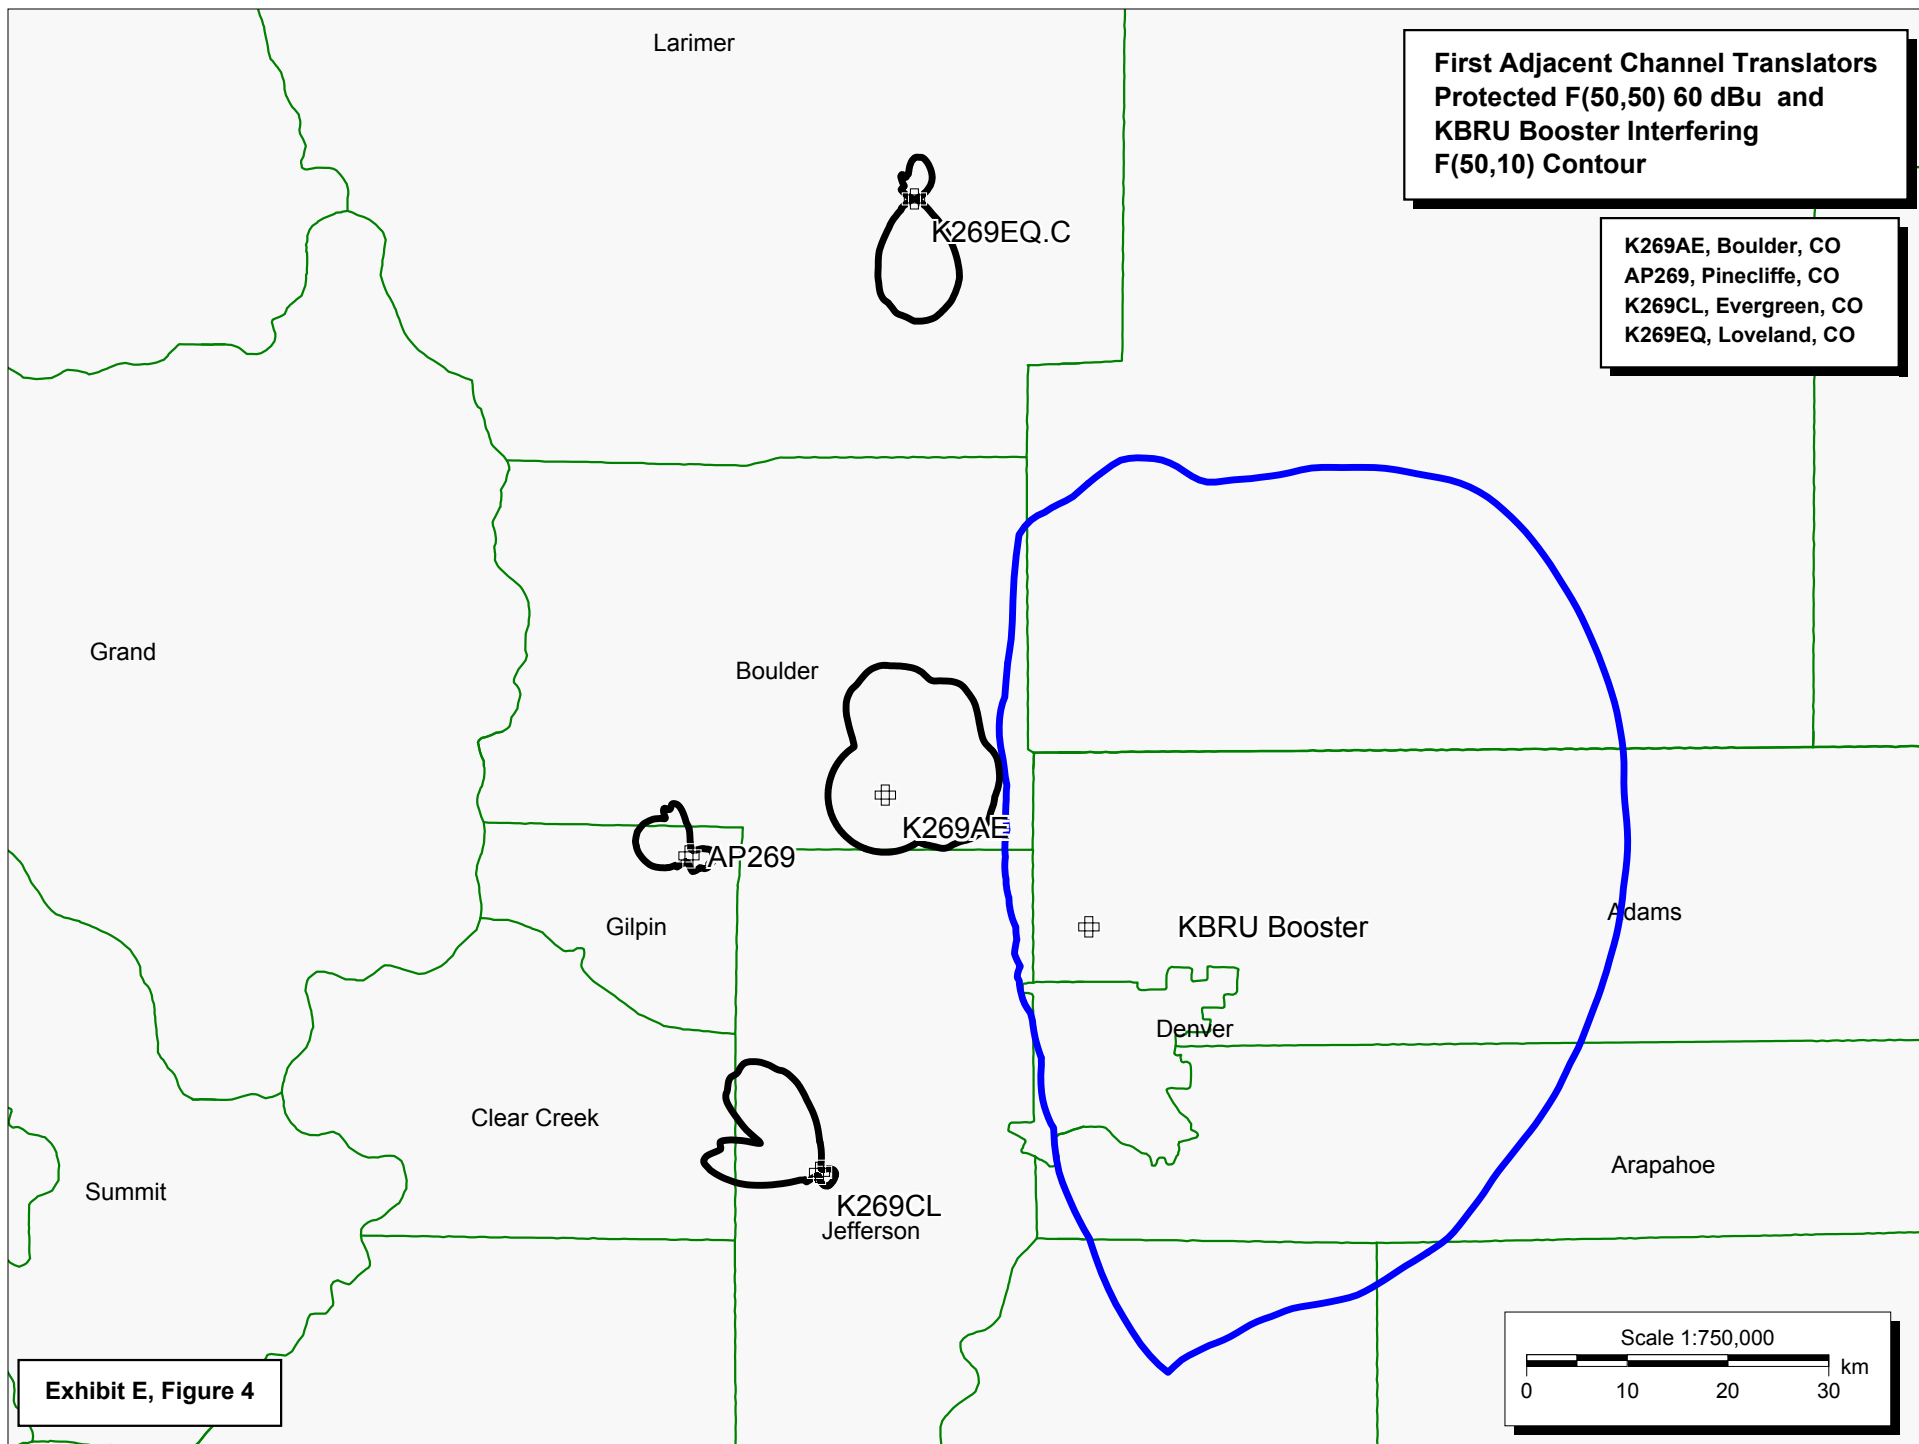 Larimer
First Adjacent Channel Translators
Protected F(50,50) 60 dBu and
KBRU Booster Interfering
F(50,10) Contour
K269EQ.C
K269AE, Boulder, CO
AP269, Pinecliffe, CO
K269CL, Evergreen, CO
K269EQ, Loveland, CO
Grand
Boulder
K269AE
AP269
Gilpin
KBRU Booster
Adams
Denver
Clear Creek
Arapahoe
Summit
K269CL
Jefferson
Scale 1:750,000
km
0 10 20 30
Exhibit E, Figure 4